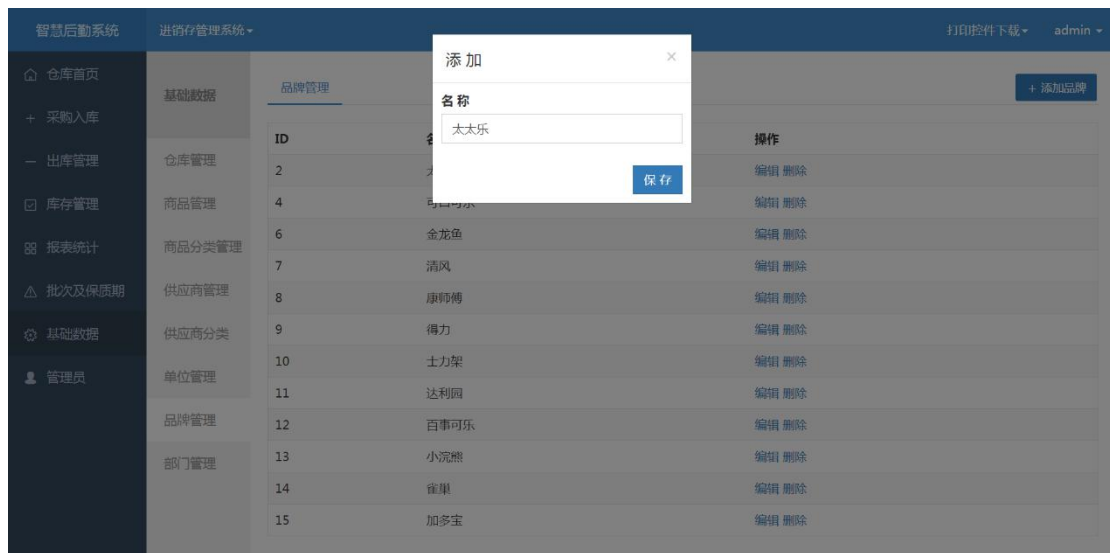 智慧后勤系统 进销存管理系统 打印控件下载 admin
仓库首页
采购入库
出库管理
库存管理
报表统计
批次及保质期
基础数据
管理员
基础数据
仓库管理
商品管理
商品分类管理
供应商管理
供应商分类
单位管理
品牌管理
部门管理
品牌管理 + 添加品牌
添加 ×
名称
太太乐
保存
ID 操作
2 编辑 删除
4 可口可乐 编辑 删除
6 金龙鱼 编辑 删除
7 清风 编辑 删除
8 康师傅 编辑 删除
9 得力 编辑 删除
10 士力架 编辑 删除
11 达利园 编辑 删除
12 百事可乐 编辑 删除
13 小浣熊 编辑 删除
14 雀巢 编辑 删除
15 加多宝 编辑 删除